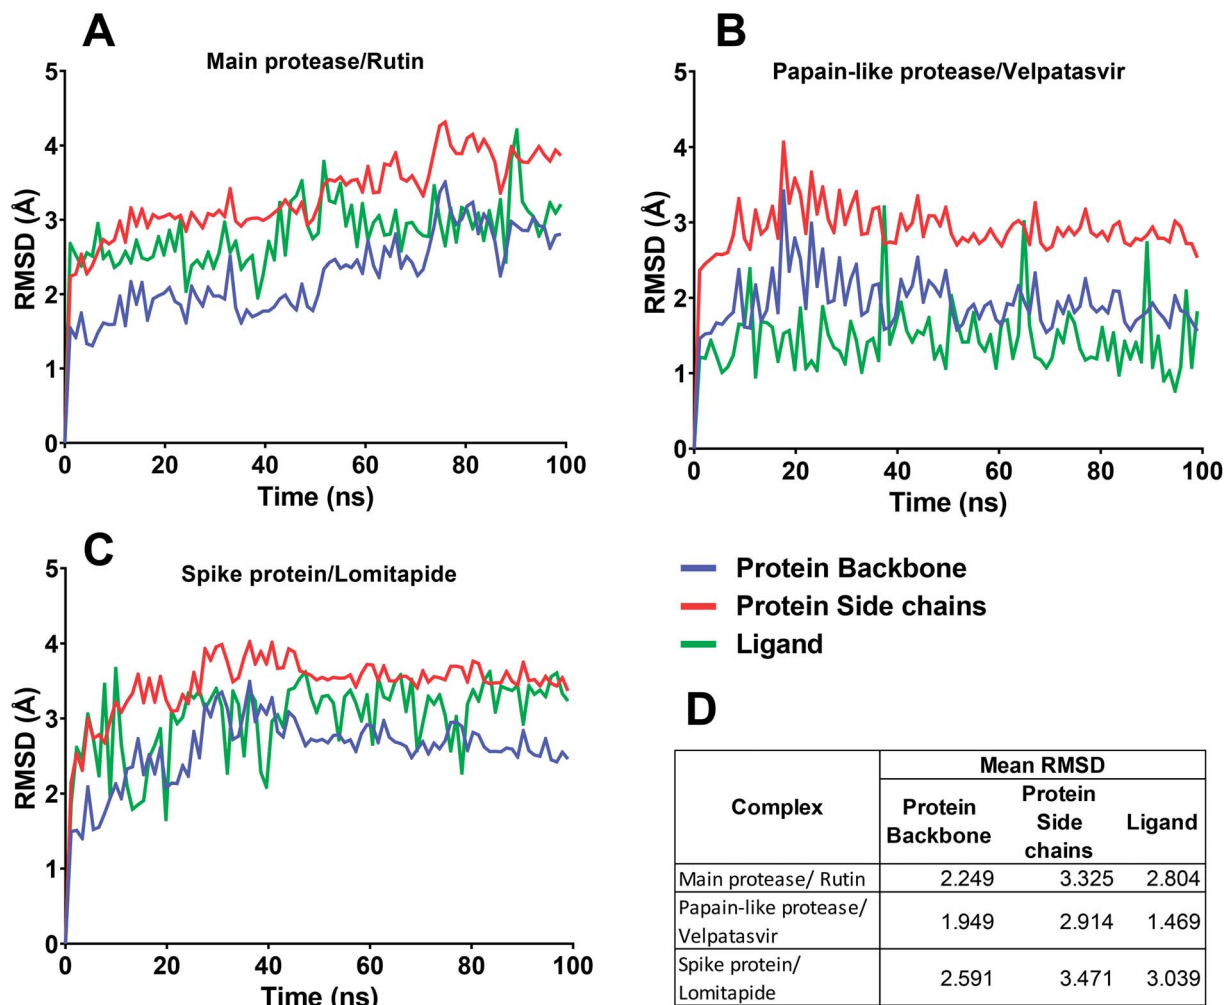 A
Main protease/Rutin
5
4
3
2
1
0
RMSD (Å)
0 20 40 60 80 100
Time (ns)
B
Papain-like protease/Velpatasvir
5
4
3
2
1
0
RMSD (Å)
0 20 40 60 80 100
Time (ns)
C
Spike protein/Lomitapide
5
4
3
2
1
0
RMSD (Å)
0 20 40 60 80 100
Time (ns)
Protein Backbone
Protein Side chains
Ligand
D
Mean RMSD
Complex
Protein
Backbone
Protein
Side
chains
Ligand
Main protease/ Rutin 2.249 3.325 2.804
Papain-like protease/
Velpatasvir
1.949 2.914 1.469
Spike protein/
Lomitapide
2.591 3.471 3.039